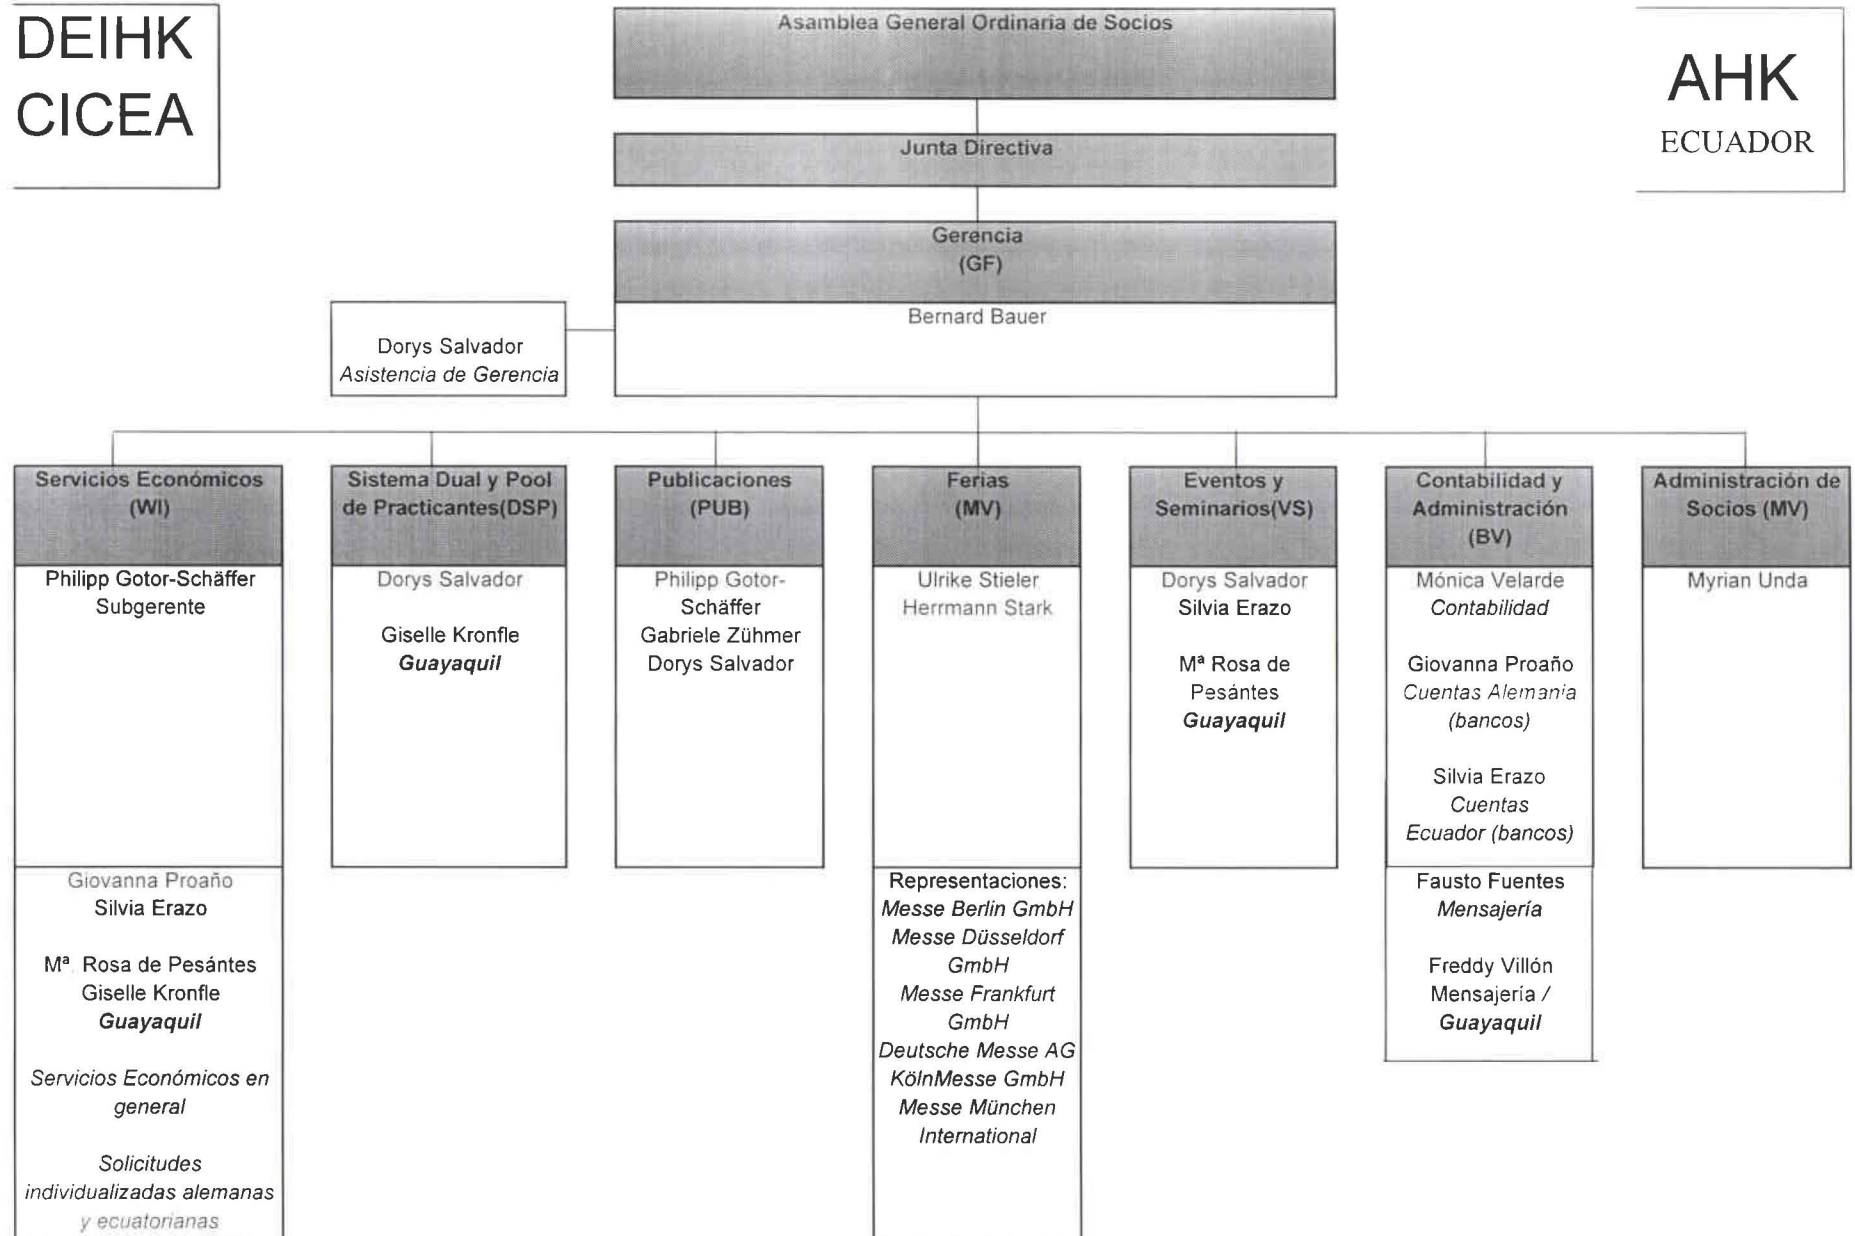 DEIHK
CICEA
Asamblea General Ordinaria de Socios
AHK
ECUADOR
Junta Directiva
Gerencia
(GF)
Bernard Bauer
Dorys Salvador
Asistencia de Gerencia
Servicios Económicos
(WI)
Philipp Gotor-Schäffer
Subgerente
Giovanna Proaño
Silvia Erazo
Mª. Rosa de Pesántes
Giselle Kronfle
Guayaquil
Servicios Económicos en
general
Solicitudes
individualizadas alemanas
y ecuatorianas
Sistema Dual y Pool
de Practicantes(DSP)
Dorys Salvador
Giselle Kronfle
Guayaquil
Publicaciones
(PUB)
Philipp Gotor-
Schäffer
Gabriele Zühmer
Dorys Salvador
Ferias
(MV)
Ulrike Stieler
Herrmann Stark
Representaciones:
Messe Berlin GmbH
Messe Düsseldorf
GmbH
Messe Frankfurt
GmbH
Deutsche Messe AG
KölnMesse GmbH
Messe München
International
Eventos y
Seminarios(VS)
Dorys Salvador
Silvia Erazo
Mª Rosa de
Pesántes
Guayaquil
Contabilidad y
Administración
(BV)
Mónica Velarde
Contabilidad
Giovanna Proaño
Cuentas Alemania
(bancos)
Silvia Erazo
Cuentas
Ecuador (bancos)
Fausto Fuentes
Mensajería
Freddy Villón
Mensajería /
Guayaquil
Administración de
Socios (MV)
Myrian Unda